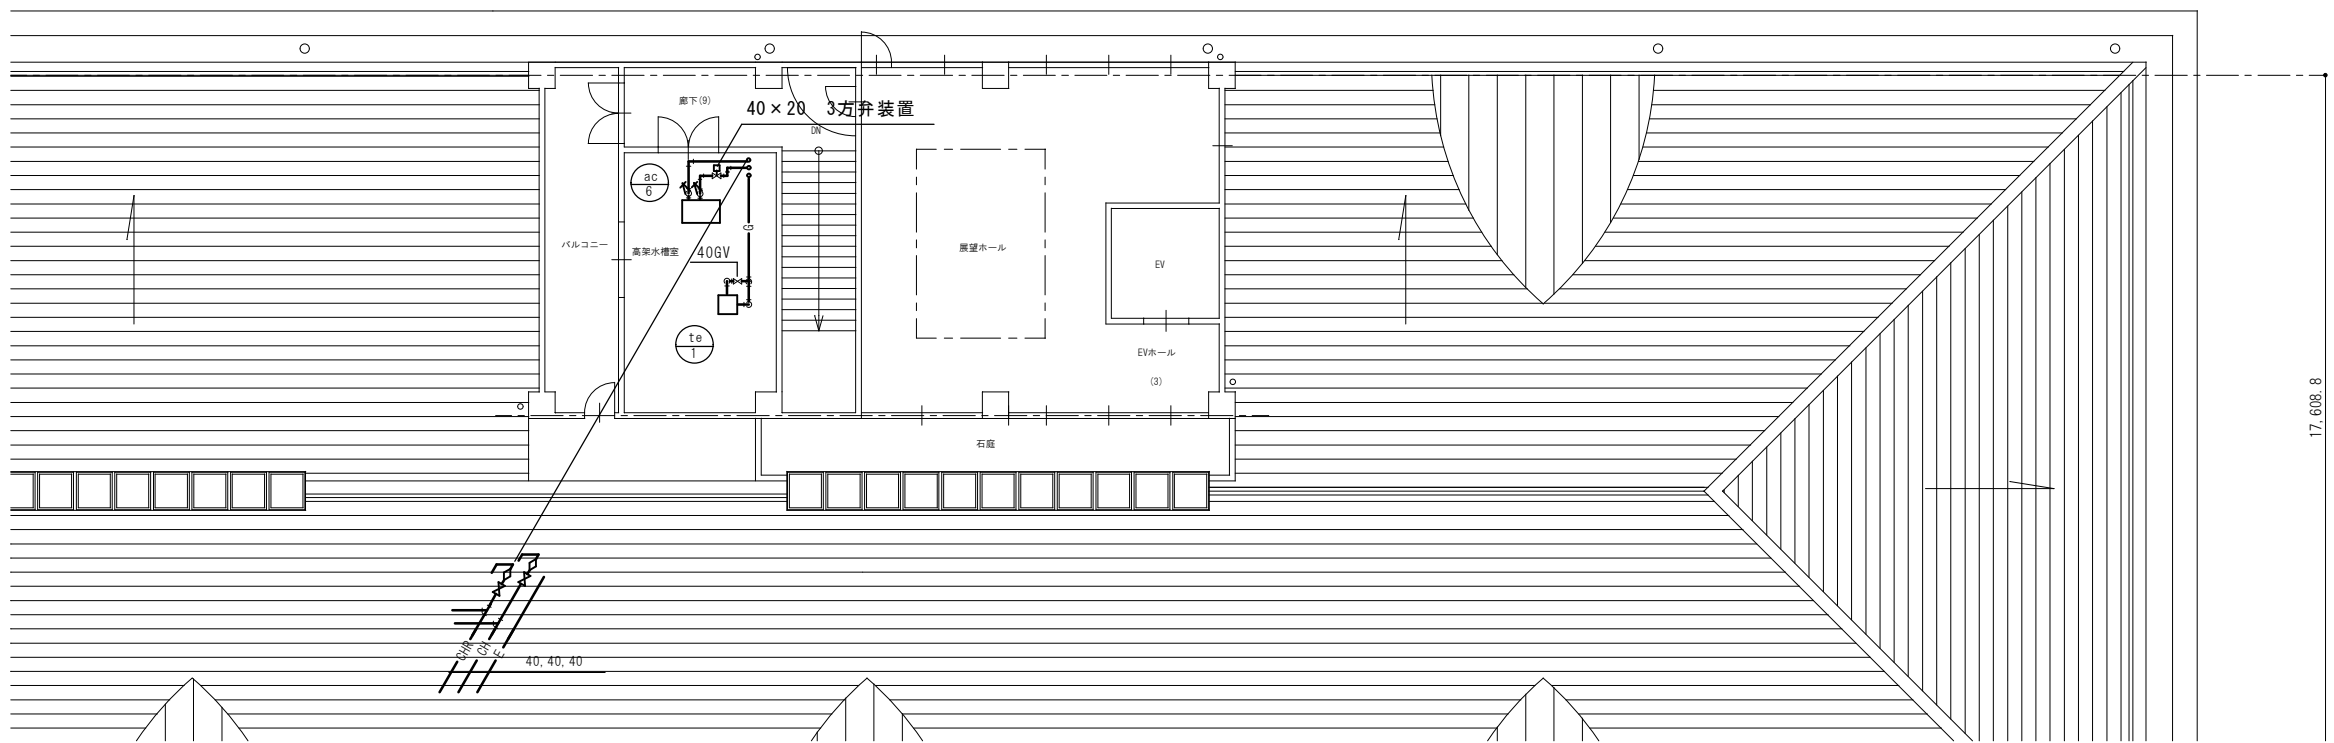 廊下(9)
40×20 3方弁装置
DN
ac
6
バルコニー
高架水槽室
40GV
G
展望ホール
EV
te
1
EVホール
(3)
17,608.8
石庭
CHR
CH
E
40,40,40